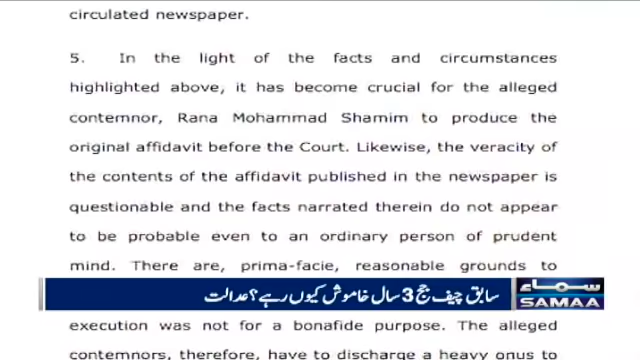 circulated newspaper.
5. In the light of the facts and circumstances
highlighted above, it has become crucial for the alleged
contemnor, Rana Mohammad Shamim to produce the
original affidavit before the Court. Likewise, the veracity of
the contents of the affidavit published in the newspaper is
questionable and the facts narrated therein do not appear
to be probable even to an ordinary person of prudent
mind. There are, prima-facie, reasonable grounds to
سابق چیف جج 3 سال خاموش کیوں رہے؟ عدالت
سماء
SAMAA
execution was not for a bonafide purpose. The alleged
contemnors, therefore, have to discharge a heavy onus to